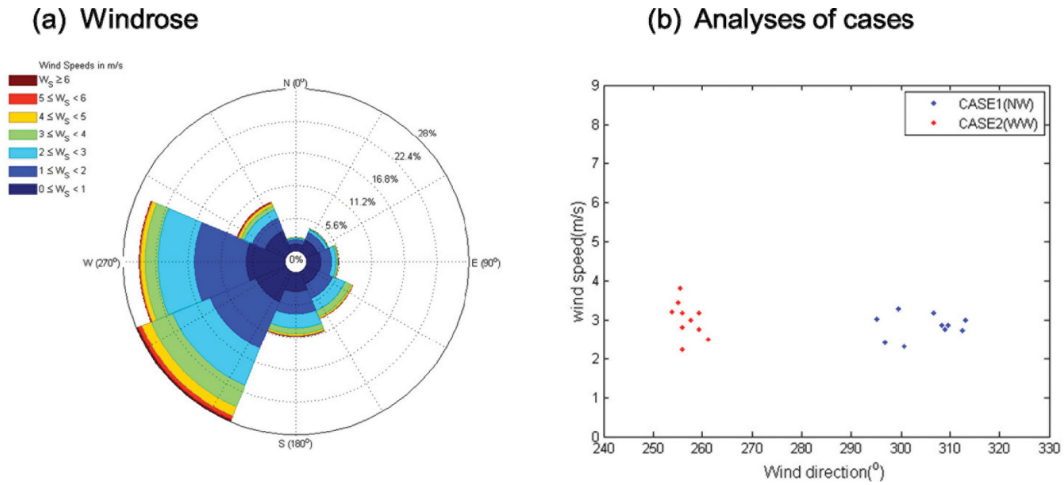 (a) Windrose
(b) Analyses of cases
Wind Speeds in m/s
W_S ≥ 6
5 ≤ W_S < 6
4 ≤ W_S < 5
3 ≤ W_S < 4
2 ≤ W_S < 3
1 ≤ W_S < 2
0 ≤ W_S < 1
N (0°)
28%
22.4%
16.8%
11.2%
5.6%
0%
W (270°)
E (90°)
S (180°)
CASE1(NW)
CASE2(WW)
wind speed(m/s)
9
8
7
6
5
4
3
2
1
0
240 250 260 270 280 290 300 310 320 330
Wind direction(°)